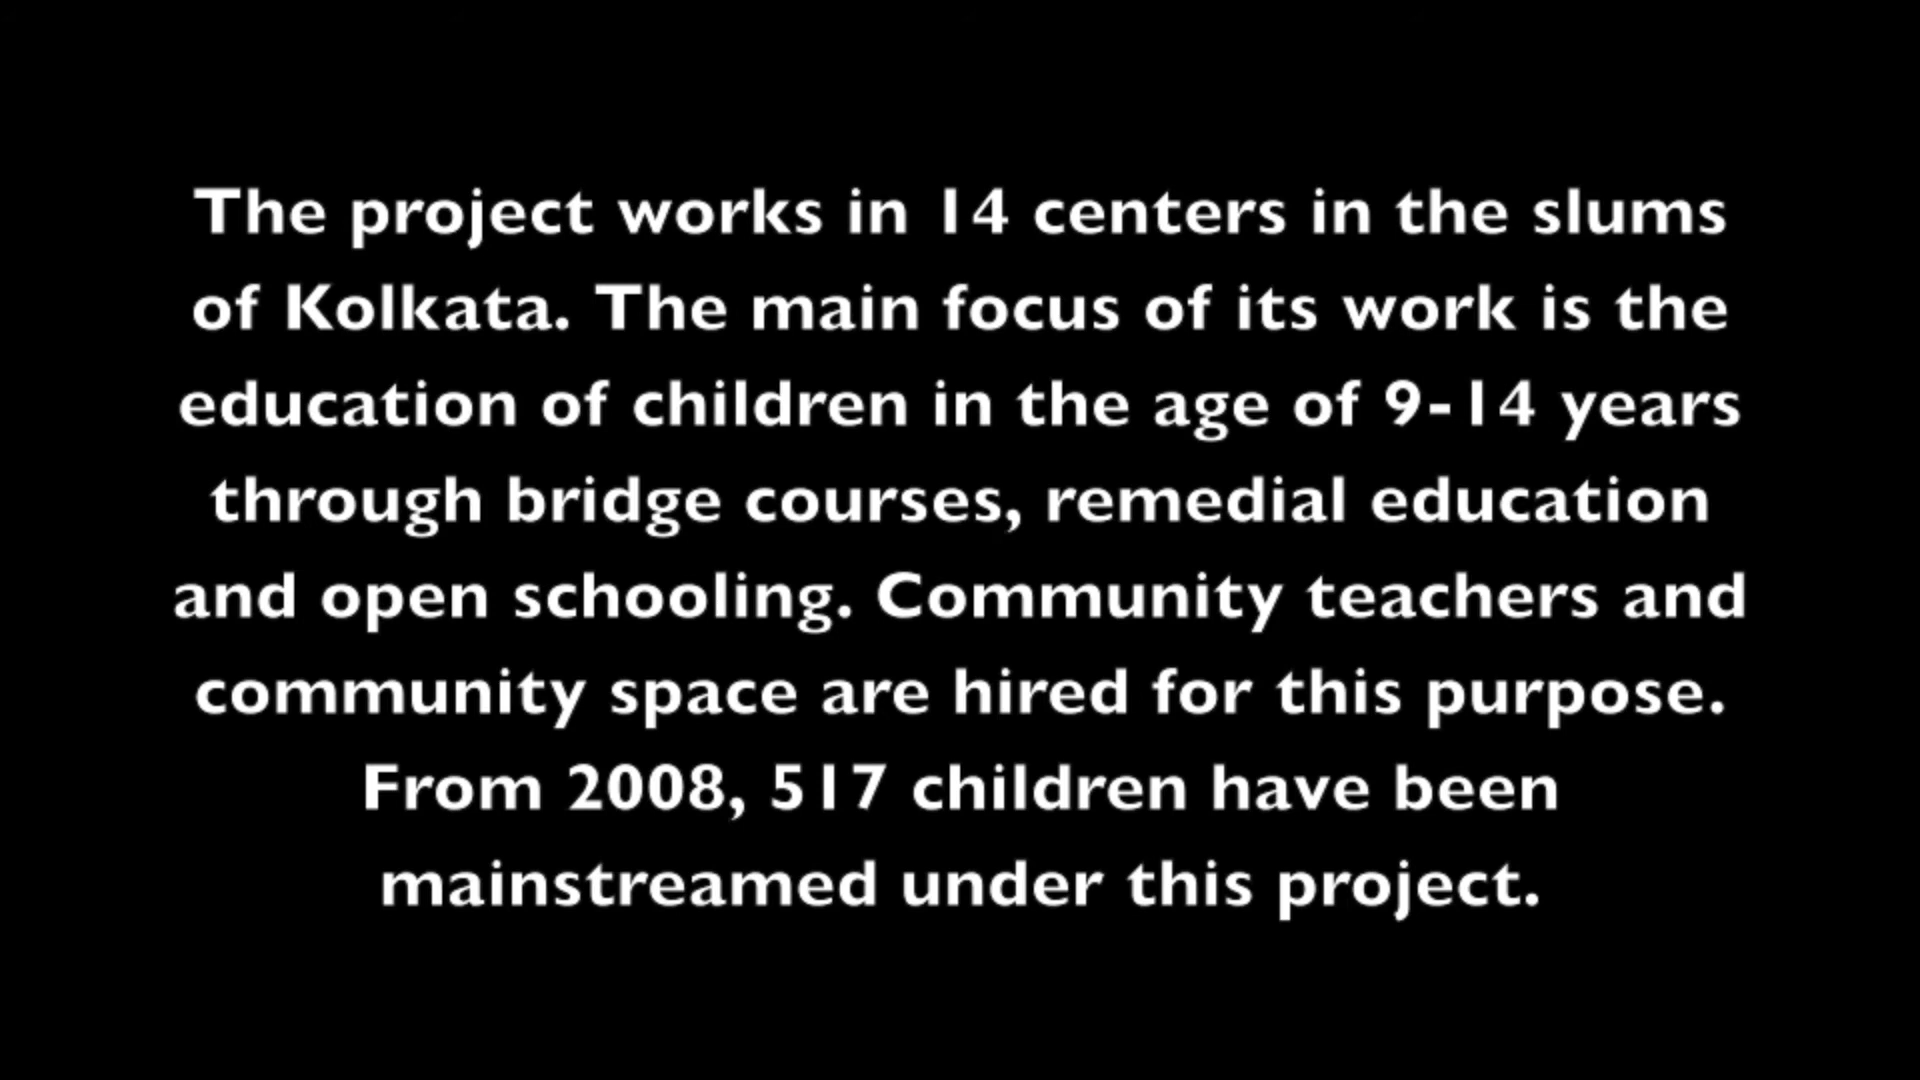 The project works in 14 centers in the slums
of Kolkata. The main focus of its work is the
education of children in the age of 9-14 years
through bridge courses, remedial education
and open schooling. Community teachers and
community space are hired for this purpose.
From 2008, 517 children have been
mainstreamed under this project.